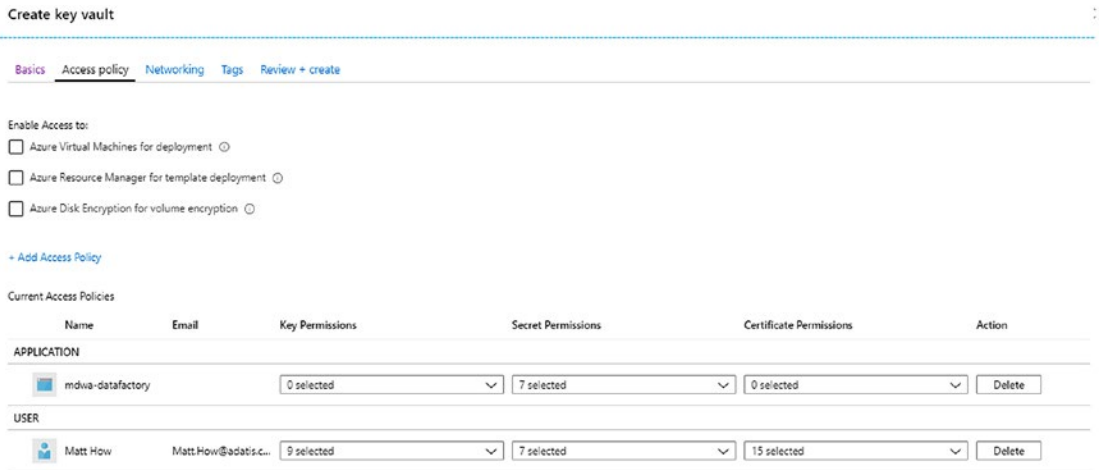 Create key vault
Basics Access policy Networking Tags Review + create
Enable Access to:
Azure Virtual Machines for deployment
Azure Resource Manager for template deployment
Azure Disk Encryption for volume encryption
+ Add Access Policy
Current Access Policies
Name Email Key Permissions Secret Permissions Certificate Permissions Action
APPLICATION
mdwa-datafactory 0 selected 7 selected 0 selected Delete
USER
Matt How Matt.How@adatis.c... 9 selected 7 selected 15 selected Delete